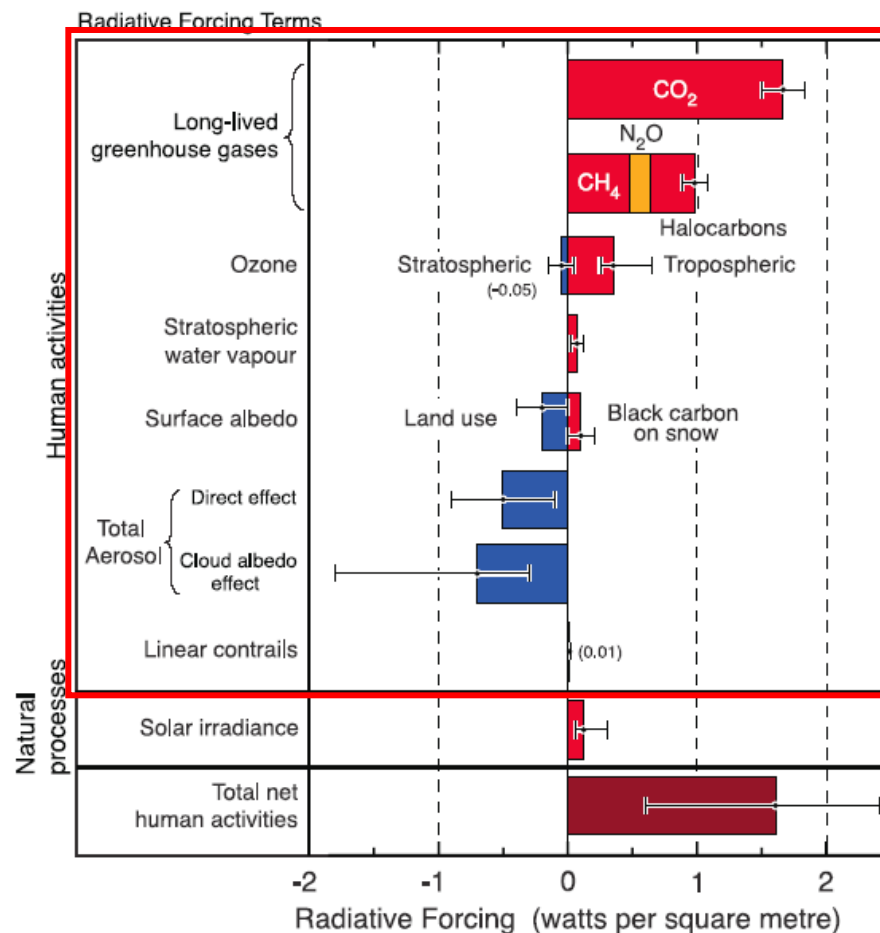 Radiative Forcing Terms
CO₂
Long-lived
greenhouse gases
N₂O
CH₄
Halocarbons
Ozone
Stratospheric
(-0.05)
Tropospheric
Stratospheric
water vapour
Human activities
Surface albedo
Land use
Black carbon
on snow
Total
Aerosol
Direct effect
Cloud albedo
effect
Linear contrails
(0.01)
Natural
processes
Solar irradiance
Total net
human activities
-2 -1 0 1 2
Radiative Forcing (watts per square metre)